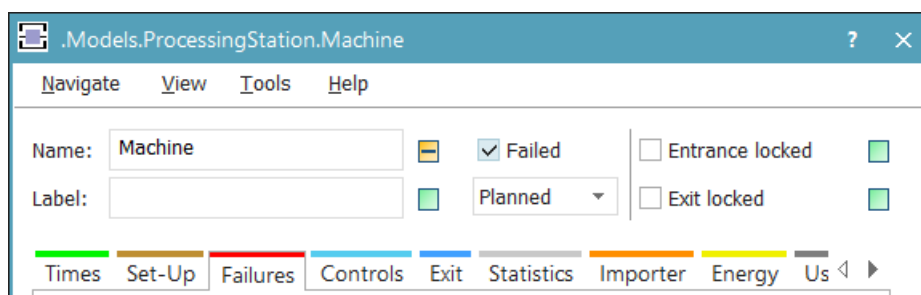 .Models.ProcessingStation.Machine ?
Navigate View Tools Help
Name: Machine Failed Entrance locked
Label: Planned Exit locked
Times Set-Up Failures Controls Exit Statistics Importer Energy Us